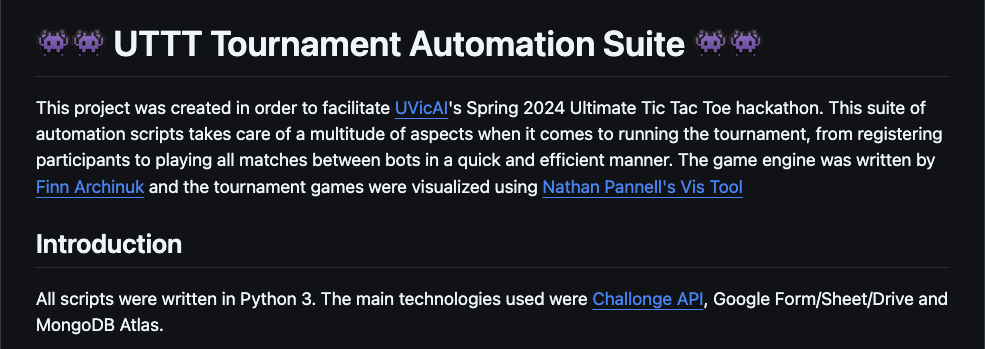 👾👾 UTTT Tournament Automation Suite 👾👾
This project was created in order to facilitate UVicAI's Spring 2024 Ultimate Tic Tac Toe hackathon. This suite of
automation scripts takes care of a multitude of aspects when it comes to running the tournament, from registering
participants to playing all matches between bots in a quick and efficient manner. The game engine was written by
Finn Archinuk and the tournament games were visualized using Nathan Pannell's Vis Tool
Introduction
All scripts were written in Python 3. The main technologies used were Challonge API, Google Form/Sheet/Drive and
MongoDB Atlas.